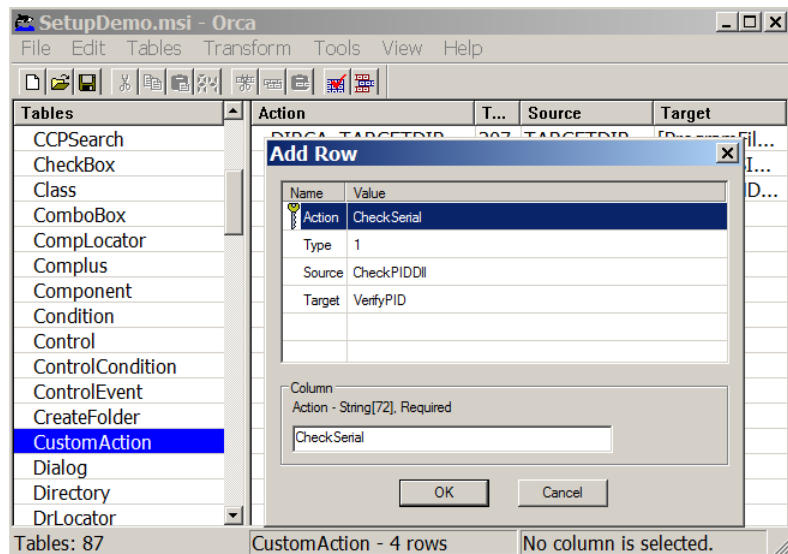 SetupDemo.msi - Orca
File Edit Tables Transform Tools View Help
Tables Action T... Source Target
CCPSearch DIRCA_TARGETDIR 307 TARGETDIR
CheckBox
Class
ComboBox
CompLocator
Complus
Component
Condition
Control
ControlCondition
ControlEvent
CreateFolder
CustomAction
Dialog
Directory
DrLocator
Add Row
Name Value
Action CheckSerial
Type 1
Source CheckPIDDll
Target VerifyPID
Column
Action - String[72], Required
CheckSerial
OK Cancel
Tables: 87 CustomAction - 4 rows No column is selected.